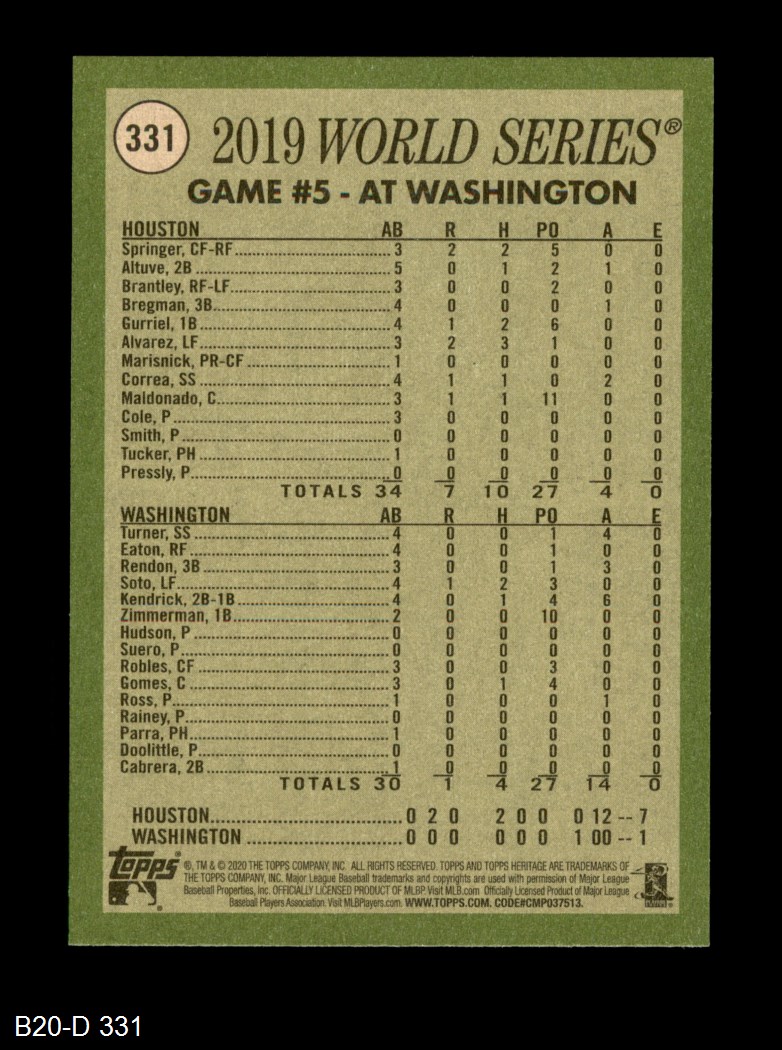 331
2019 WORLD SERIES®
GAME #5 - AT WASHINGTON
HOUSTON AB R H PO A E
Springer, CF-RF 3 2 2 5 0 0
Altuve, 2B 5 0 1 2 1 0
Brantley, RF-LF 3 0 0 2 0 0
Bregman, 3B 4 0 0 0 1 0
Gurriel, 1B 4 1 2 6 0 0
Alvarez, LF 3 2 3 1 0 0
Marisnick, PR-CF 1 0 0 0 0 0
Correa, SS 4 1 1 0 2 0
Maldonado, C 3 1 1 11 0 0
Cole, P 3 0 0 0 0 0
Smith, P 0 0 0 0 0 0
Tucker, PH 1 0 0 0 0 0
Pressly, P 0 0 0 0 0 0
TOTALS 34 7 10 27 4 0
WASHINGTON AB R H PO A E
Turner, SS 4 0 0 1 4 0
Eaton, RF 4 0 0 1 0 0
Rendon, 3B 3 0 0 1 3 0
Soto, LF 4 1 2 3 0 0
Kendrick, 2B-1B 4 0 1 4 6 0
Zimmerman, 1B 2 0 0 10 0 0
Hudson, P 0 0 0 0 0 0
Suero, P 0 0 0 0 0 0
Robles, CF 3 0 0 3 0 0
Gomes, C 3 0 1 4 0 0
Ross, P 1 0 0 0 1 0
Rainey, P 0 0 0 0 0 0
Parra, PH 1 0 0 0 0 0
Doolittle, P 0 0 0 0 0 0
Cabrera, 2B 1 0 0 0 0 0
TOTALS 30 1 4 27 14 0
HOUSTON 0 2 0 2 0 0 0 12 -- 7
WASHINGTON 0 0 0 0 0 0 1 00 -- 1
topps ®, TM & © 2020 THE TOPPS COMPANY, INC. ALL RIGHTS RESERVED. TOPPS AND TOPPS HERITAGE ARE TRADEMARKS OF
THE TOPPS COMPANY, INC. Major League Baseball trademarks and copyrights are used with permission of Major League
Baseball Properties, Inc. OFFICIALLY LICENSED PRODUCT OF MLBP. Visit MLB.com Officially Licensed Product of Major League
Baseball Players Association. Visit MLBPlayers.com. WWW.TOPPS.COM. CODE#CMP037513.
B20-D 331